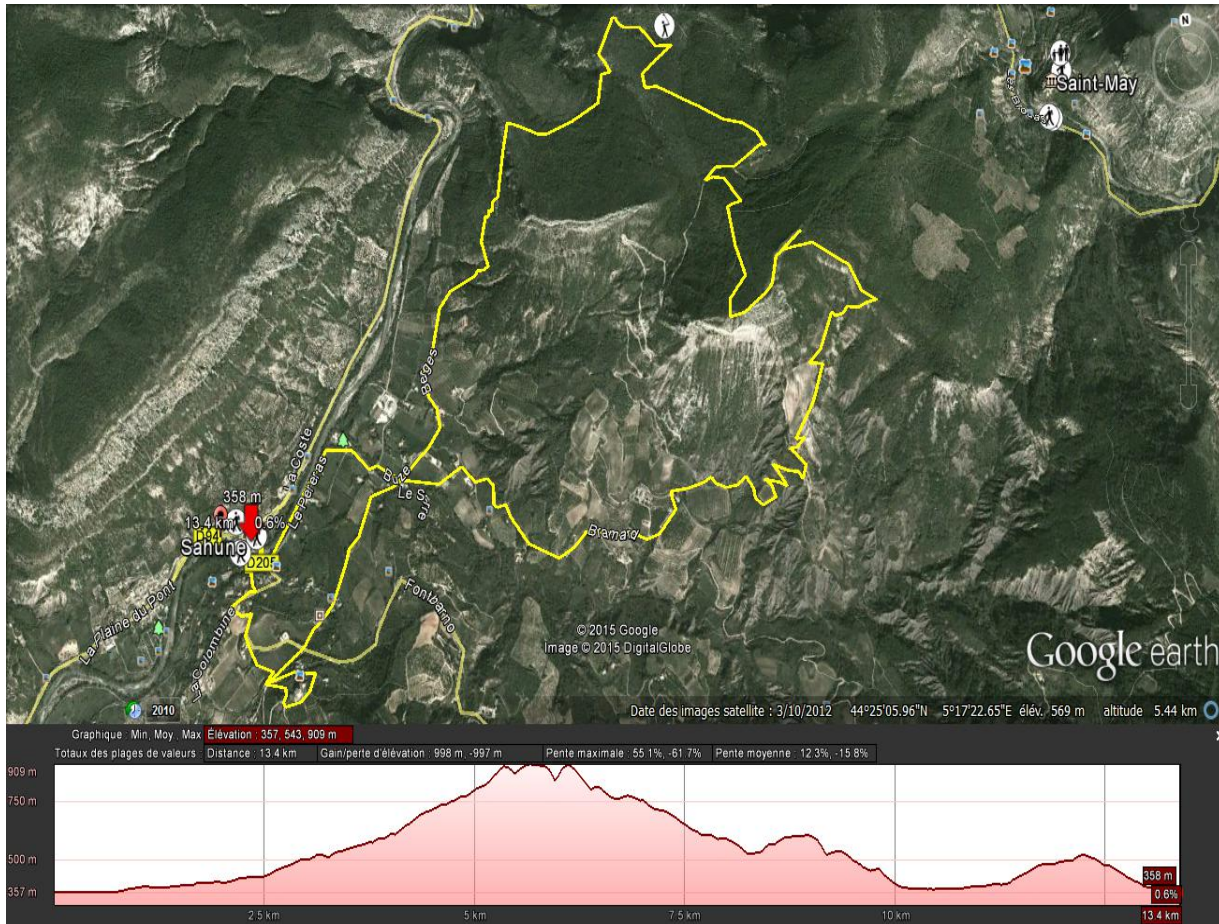 N
Saint-May
Les Brouas
Berges
La Coste
Le Pereras
Buze
Le Serre
358 m
13.4 km 0.6%
D94
Sahune
D205
Bramard
Fontbarno
La Plaine du Pont
La Colombine
© 2015 Google
Image © 2015 DigitalGlobe
Google earth
2010
Date des images satellite : 3/10/2012 44°25'05.96"N 5°17'22.65"E élév. 569 m altitude 5.44 km
Graphique : Min, Moy., Max Élévation : 357, 543, 909 m
Totaux des plages de valeurs : Distance : 13.4 km Gain/perte d'élévation : 998 m, -997 m Pente maximale : 55.1%, -61.7% Pente moyenne : 12.3%, -15.8%
909 m
750 m
500 m
357 m
358 m
0.6%
2.5 km 5 km 7.5 km 10 km 13.4 km